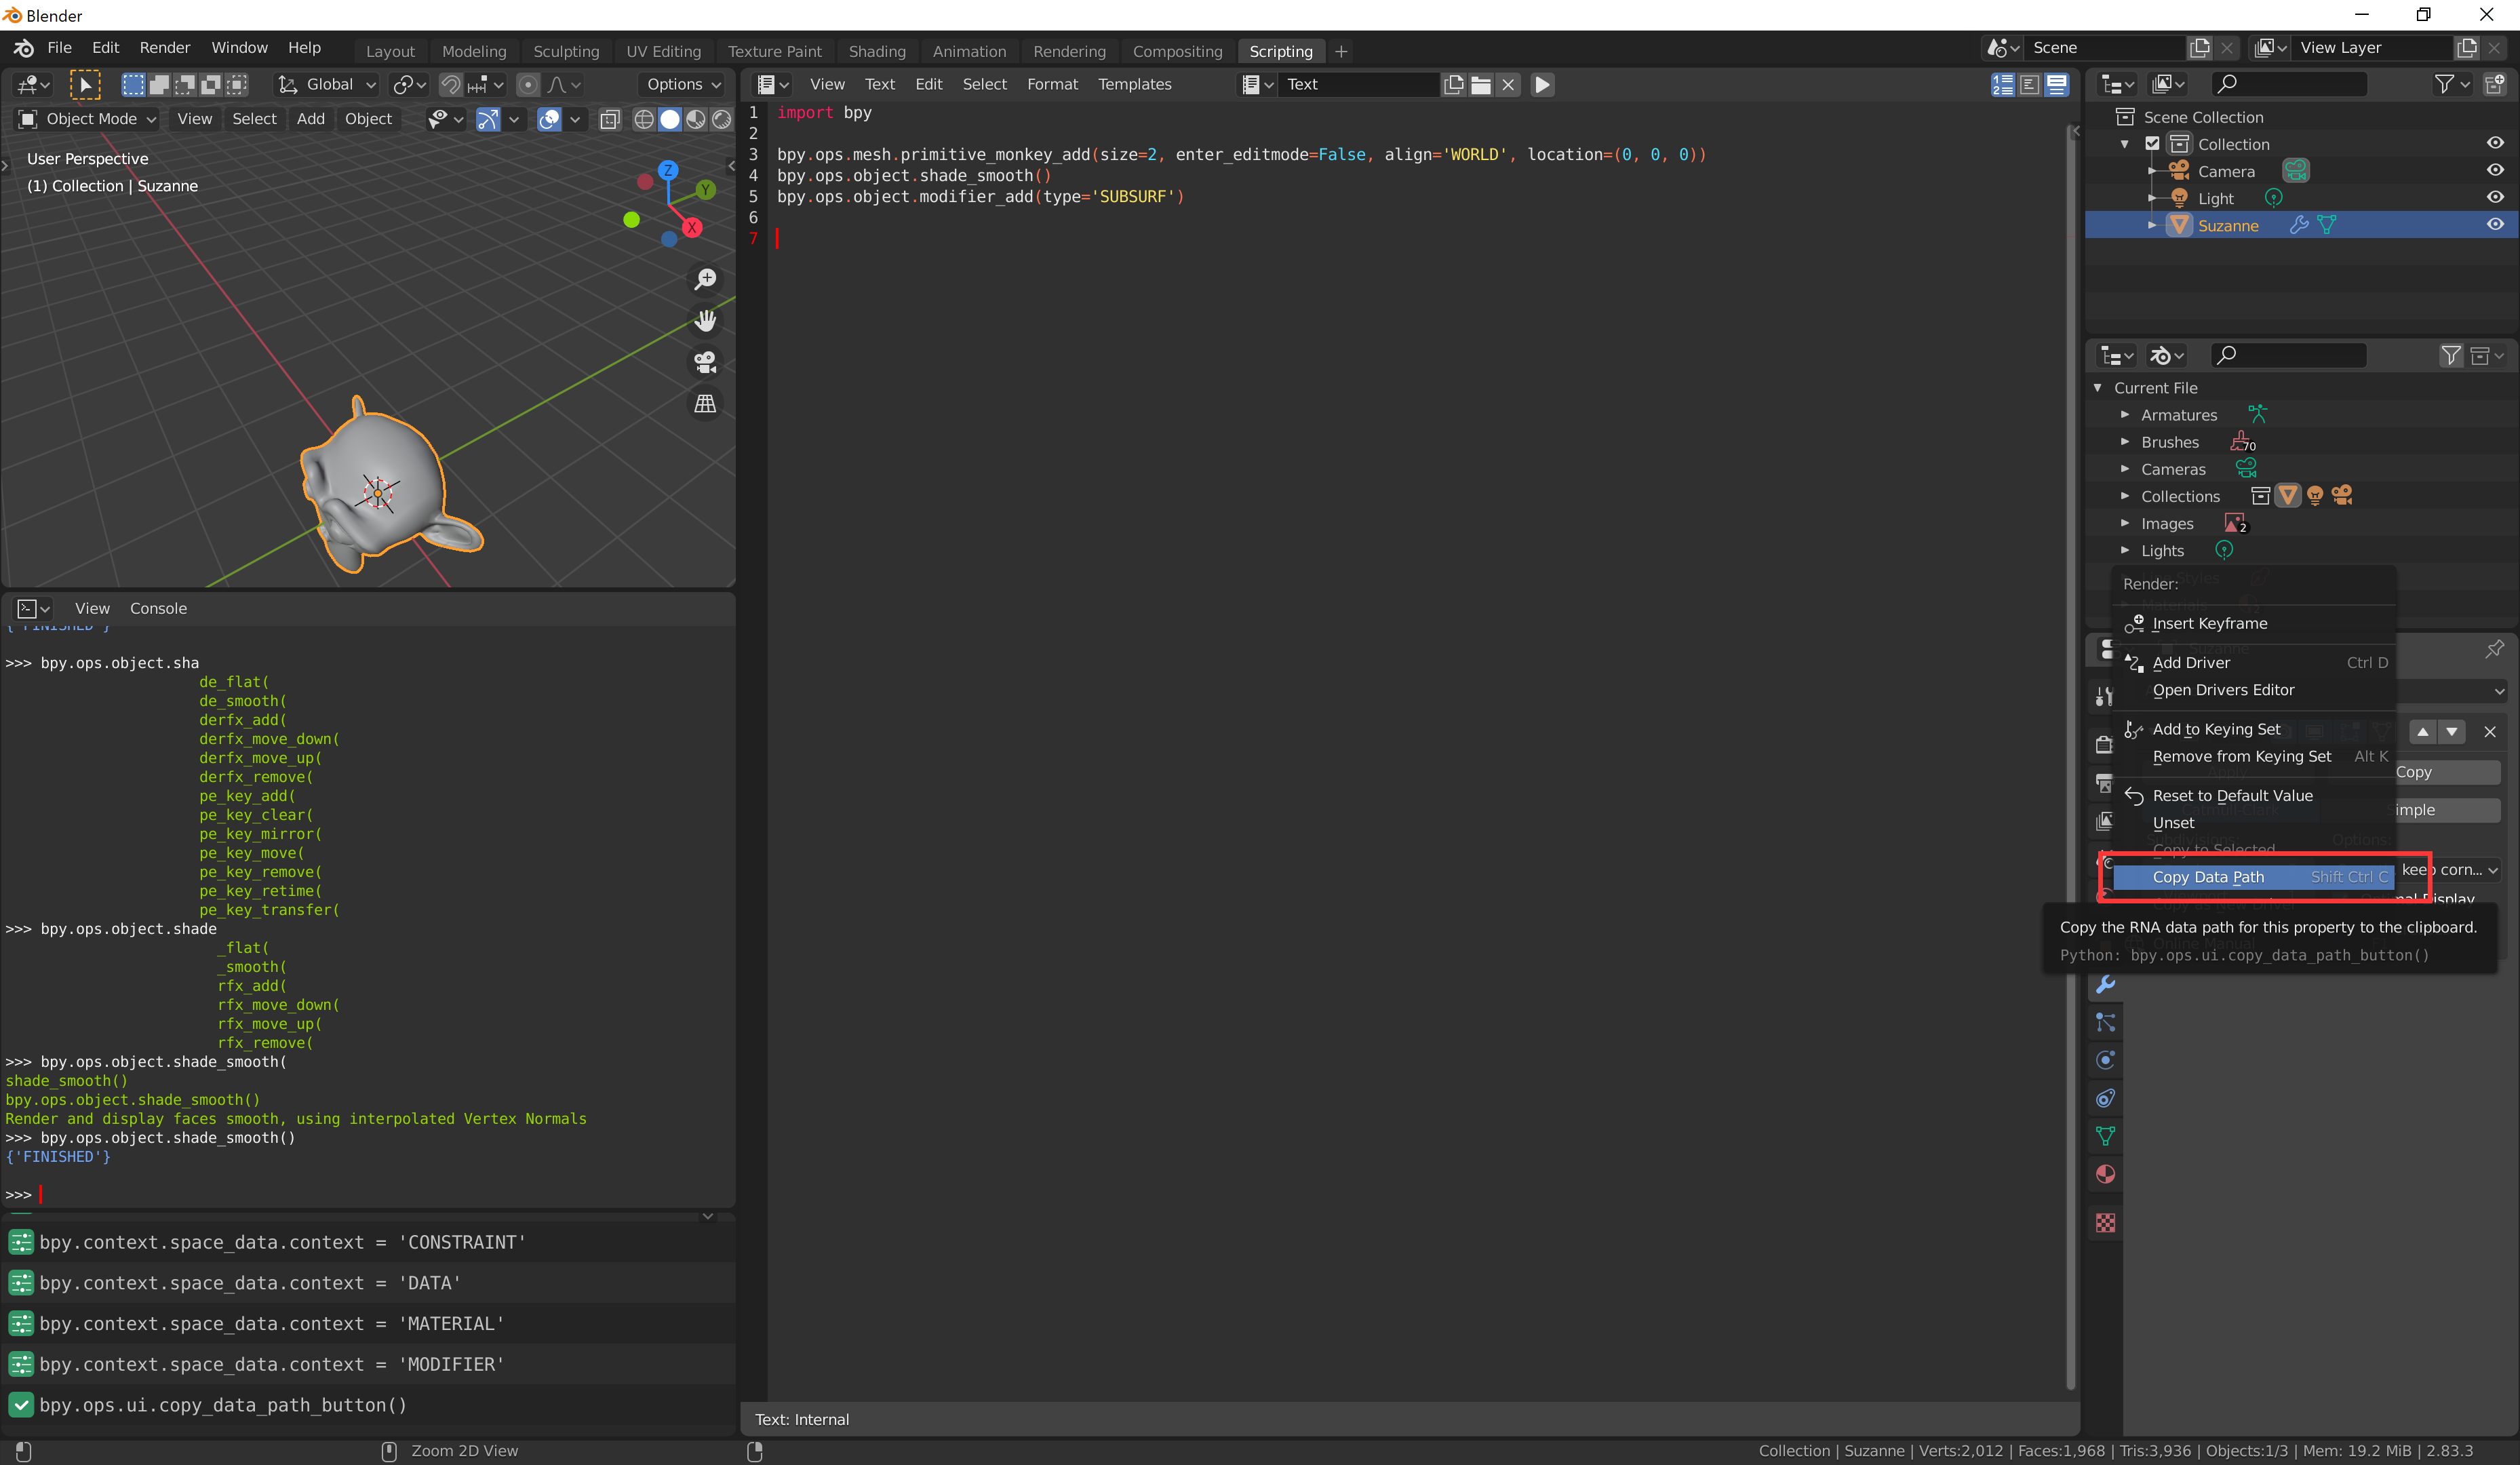 Blender
File Edit Render Window Help Layout Modeling Sculpting UV Editing Texture Paint Shading Animation Rendering Compositing Scripting + Scene View Layer
Global Options View Text Edit Select Format Templates Text
Object Mode View Select Add Object
User Perspective
(1) Collection | Suzanne
Z
Y
X
1 import bpy
2
3 bpy.ops.mesh.primitive_monkey_add(size=2, enter_editmode=False, align='WORLD', location=(0, 0, 0))
4 bpy.ops.object.shade_smooth()
5 bpy.ops.object.modifier_add(type='SUBSURF')
6
7
Text: Internal
View Console
{'FINISHED'}
>>> bpy.ops.object.sha
de_flat(
de_smooth(
derfx_add(
derfx_move_down(
derfx_move_up(
derfx_remove(
pe_key_add(
pe_key_clear(
pe_key_mirror(
pe_key_move(
pe_key_remove(
pe_key_retime(
pe_key_transfer(
>>> bpy.ops.object.shade
_flat(
_smooth(
rfx_add(
rfx_move_down(
rfx_move_up(
rfx_remove(
>>> bpy.ops.object.shade_smooth(
shade_smooth()
bpy.ops.object.shade_smooth()
Render and display faces smooth, using interpolated Vertex Normals
>>> bpy.ops.object.shade_smooth()
{'FINISHED'}
>>>
bpy.context.space_data.context = 'CONSTRAINT'
bpy.context.space_data.context = 'DATA'
bpy.context.space_data.context = 'MATERIAL'
bpy.context.space_data.context = 'MODIFIER'
bpy.ops.ui.copy_data_path_button()
Scene Collection
Collection
Camera
Light
Suzanne
Current File
Armatures
Brushes 70
Cameras
Collections
Images 2
Lights
Render:
Insert Keyframe
Suzanne
Add Driver Ctrl D
Open Drivers Editor
Add to Keying Set
Remove from Keying Set Alt K
Copy
Reset to Default Value
imple
Unset
Copy to Selected
Copy Data Path Shift Ctrl C
keep corn...
Copy as New Driver
al Display
Copy the RNA data path for this property to the clipboard.
Online Manual
Python: bpy.ops.ui.copy_data_path_button()
Zoom 2D View
Collection | Suzanne | Verts:2,012 | Faces:1,968 | Tris:3,936 | Objects:1/3 | Mem: 19.2 MiB | 2.83.3